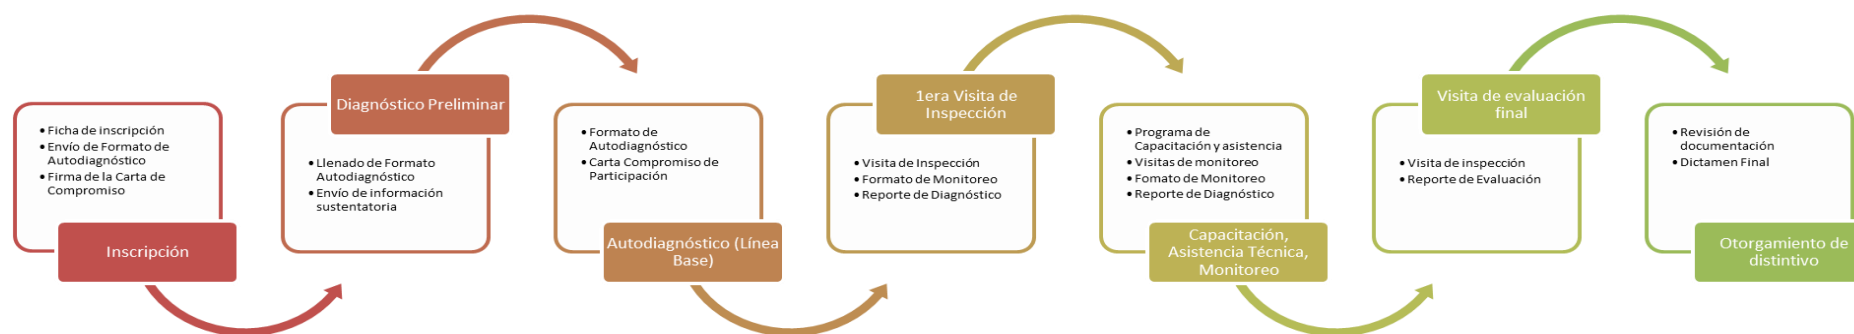 • Ficha de inscripción
• Envío de Formato de
Autodiagnóstico
• Firma de la Carta de
Compromiso
Inscripción
Diagnóstico Preliminar
• Llenado de Formato
Autodiagnóstico
• Envío de información
sustentatoria
• Formato de
Autodiagnóstico
• Carta Compromiso de
Participación
Autodiagnóstico (Línea
Base)
1era Visita de
Inspección
• Visita de Inspección
• Formato de Monitoreo
• Reporte de Diagnóstico
• Programa de
Capacitación y asistencia
• Visitas de monitoreo
• Fomato de Monitoreo
• Reporte de Diagnóstico
Capacitación,
Asistencia Técnica,
Monitoreo
Visita de evaluación
final
• Visita de inspección
• Reporte de Evaluación
• Revisión de
documentación
• Dictamen Final
Otorgamiento de
distintivo